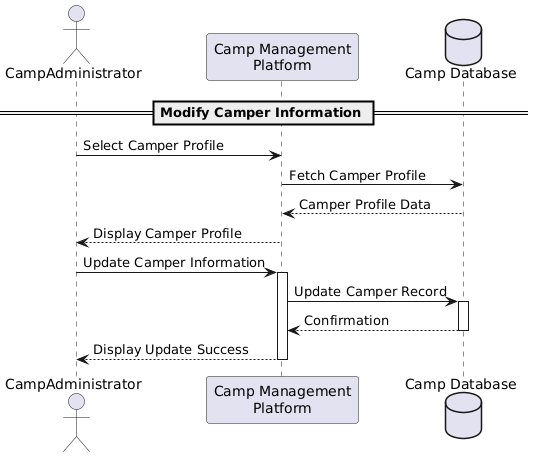 CampAdministrator
Camp Management
Platform
Camp Database
Modify Camper Information
Select Camper Profile
Fetch Camper Profile
Camper Profile Data
Display Camper Profile
Update Camper Information
Update Camper Record
Confirmation
Display Update Success
CampAdministrator
Camp Management
Platform
Camp Database